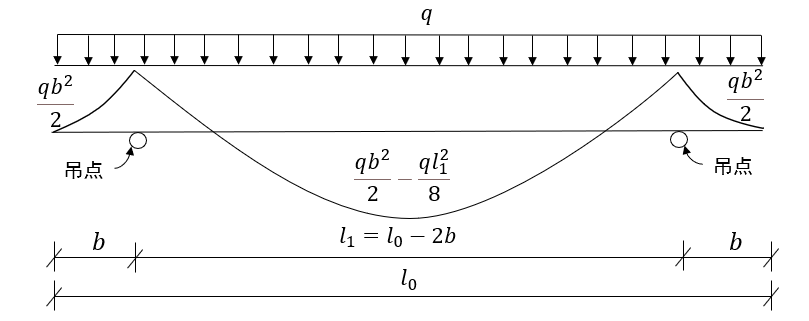 q
qb²/2
qb²/2
吊点
qb²/2 − ql₁²/8
吊点
b
l₁ = l₀ − 2b
b
l₀